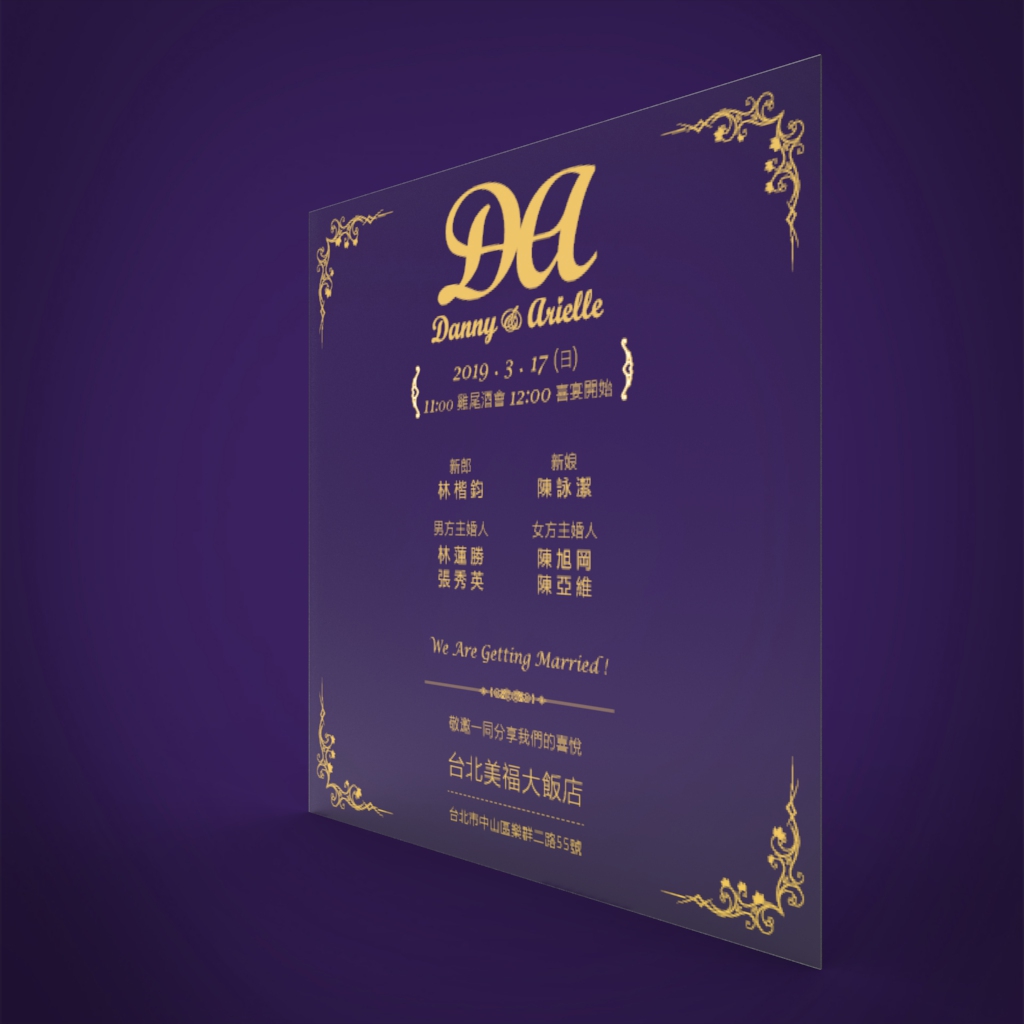 DA
Danny & Arielle
2019 . 3 . 17 (日)
11:00 雞尾酒會 12:00 喜宴開始
新郎 新娘
林楷鈞 陳詠潔
男方主婚人 女方主婚人
林蓮勝 陳旭岡
張秀英 陳亞維
We Are Getting Married !
敬邀一同分享我們的喜悅
台北美福大飯店
台北市中山區樂群二路55號